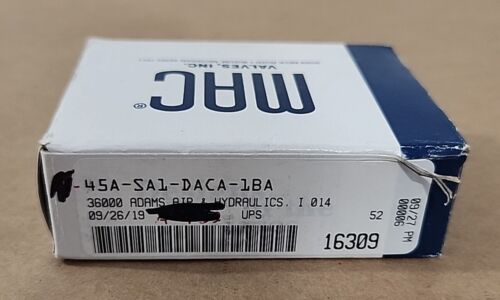 MAC
VALVES, INC.
®
45A-SA1-DACA-1BA
36000 ADAMS AIR & HYDRAULICS. I 014
09/26/19 UPS 52
16309
09/27 PM
000006